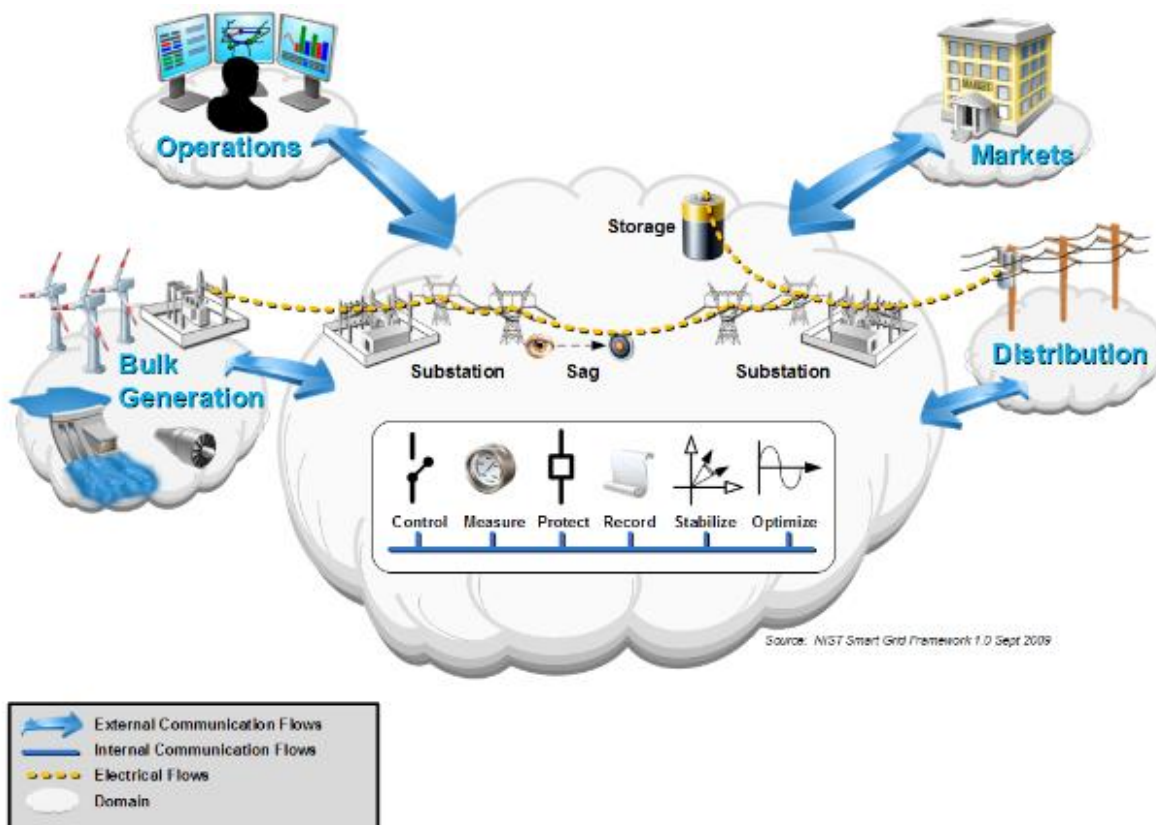 Operations
MARKET
Markets
Storage
Bulk
Generation
Substation
Sag
Substation
Distribution
Control
Measure
Protect
Record
Stabilize
Optimize
Source: NIST Smart Grid Framework 1.0 Sept 2009
External Communication Flows
Internal Communication Flows
Electrical Flows
Domain